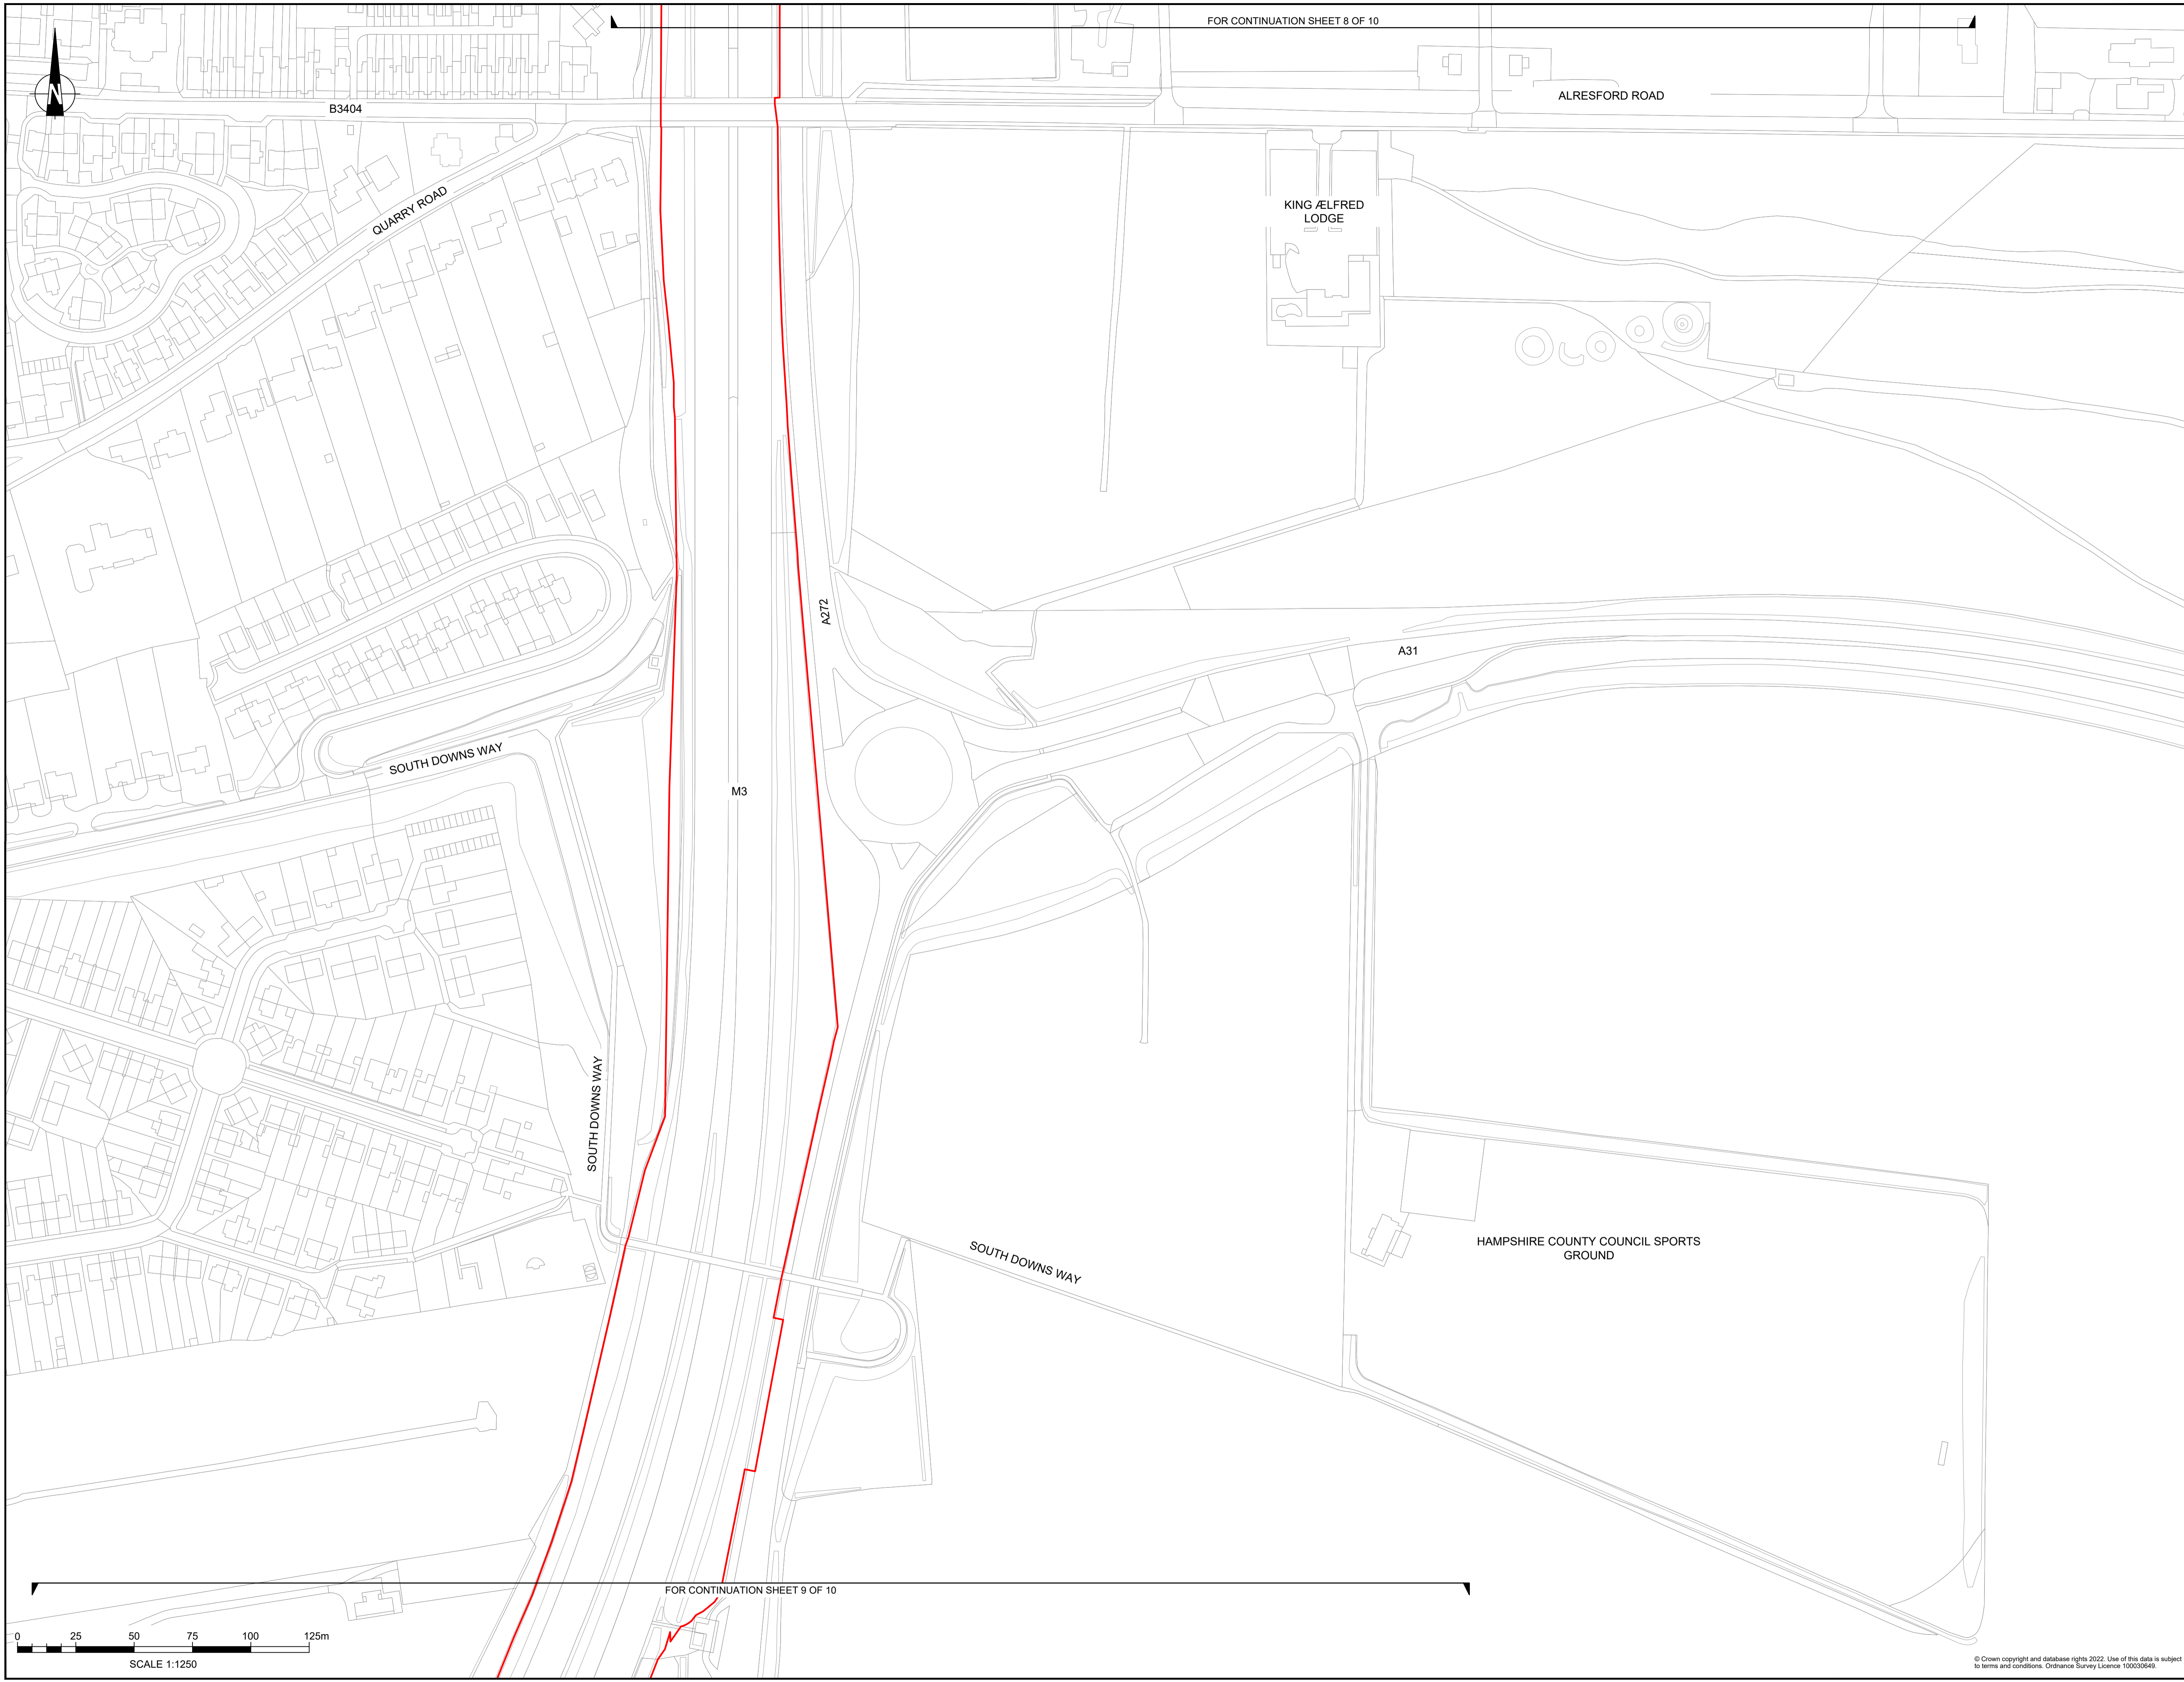 FOR CONTINUATION SHEET 8 OF 10
N
B3404
ALRESFORD ROAD
QUARRY ROAD
KING ÆLFRED
LODGE
A272
A31
SOUTH DOWNS WAY
M3
SOUTH DOWNS WAY
SOUTH DOWNS WAY
HAMPSHIRE COUNTY COUNCIL SPORTS
GROUND
FOR CONTINUATION SHEET 9 OF 10
0 25 50 75 100 125m
SCALE 1:1250
© Crown copyright and database rights 2022. Use of this data is subject
to terms and conditions. Ordnance Survey Licence 100030649.